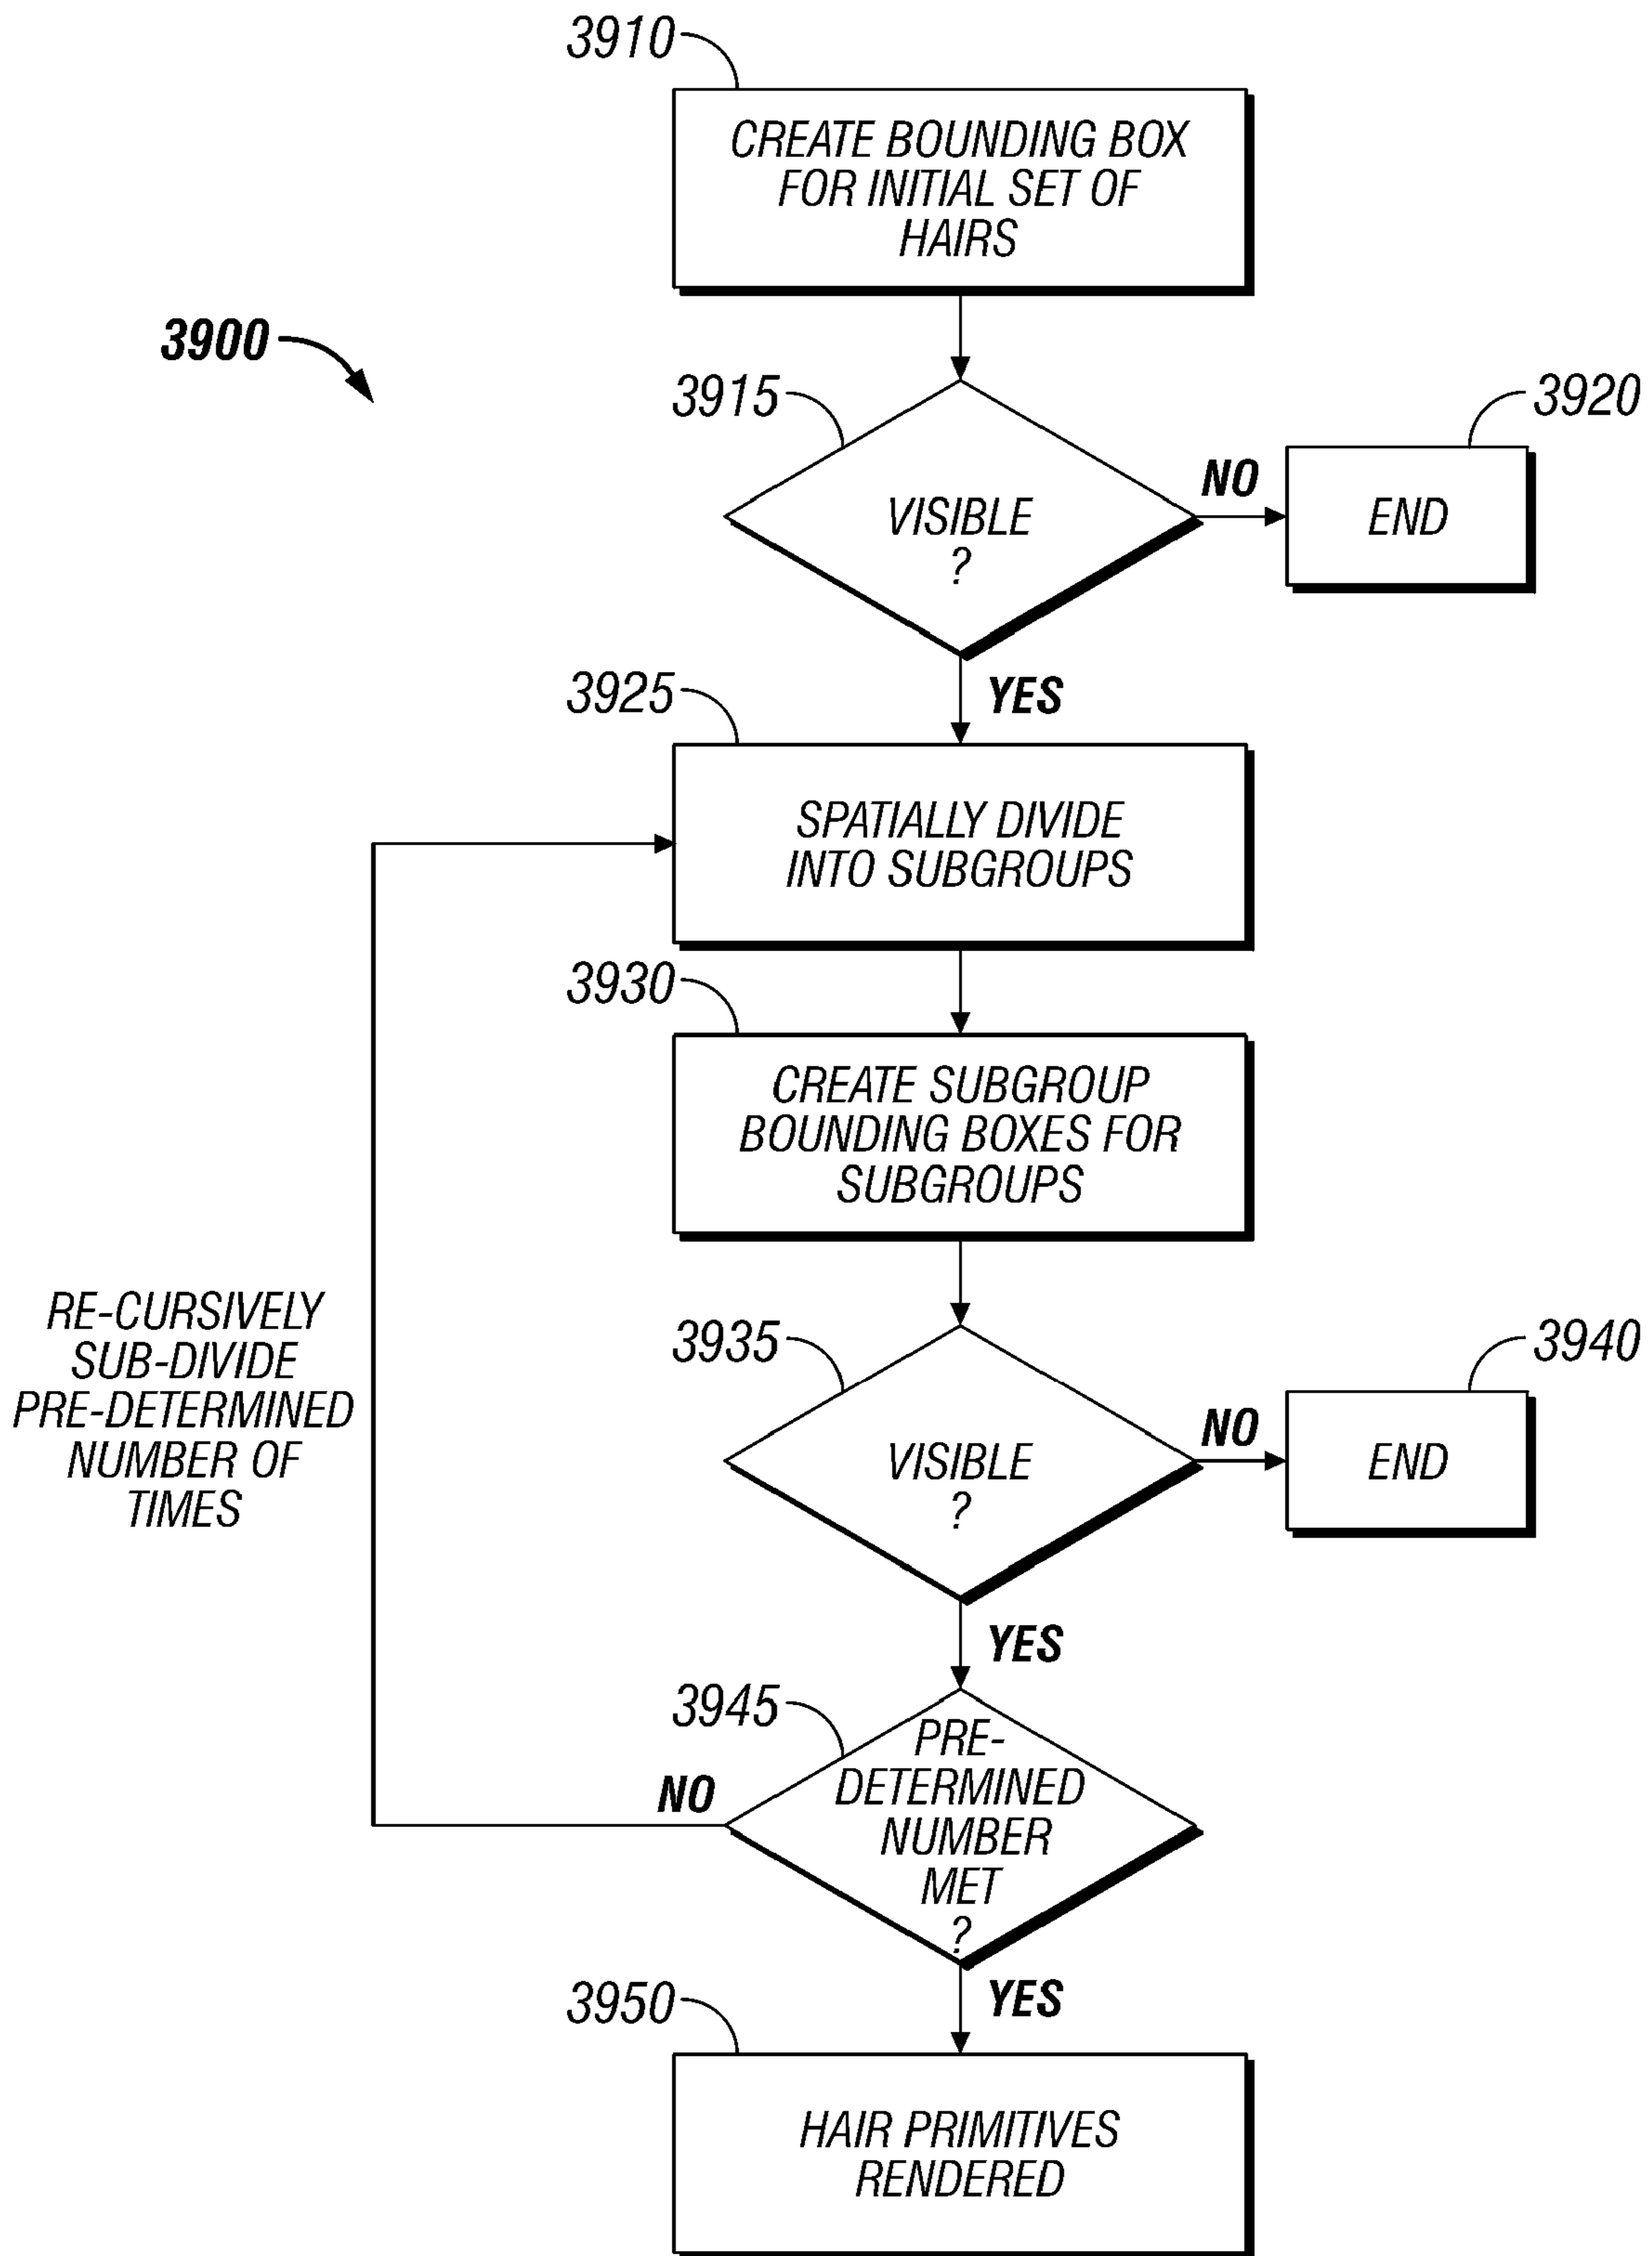 3910
CREATE BOUNDING BOX
FOR INITIAL SET OF
HAIRS
3900
3915
3920
VISIBLE
?
NO
END
YES
3925
SPATIALLY DIVIDE
INTO SUBGROUPS
3930
CREATE SUBGROUP
BOUNDING BOXES FOR
SUBGROUPS
RE-CURSIVELY
SUB-DIVIDE
PRE-DETERMINED
NUMBER OF
TIMES
3935
3940
VISIBLE
?
NO
END
YES
3945
PRE-
DETERMINED
NUMBER
MET
?
NO
YES
3950
HAIR PRIMITIVES
RENDERED